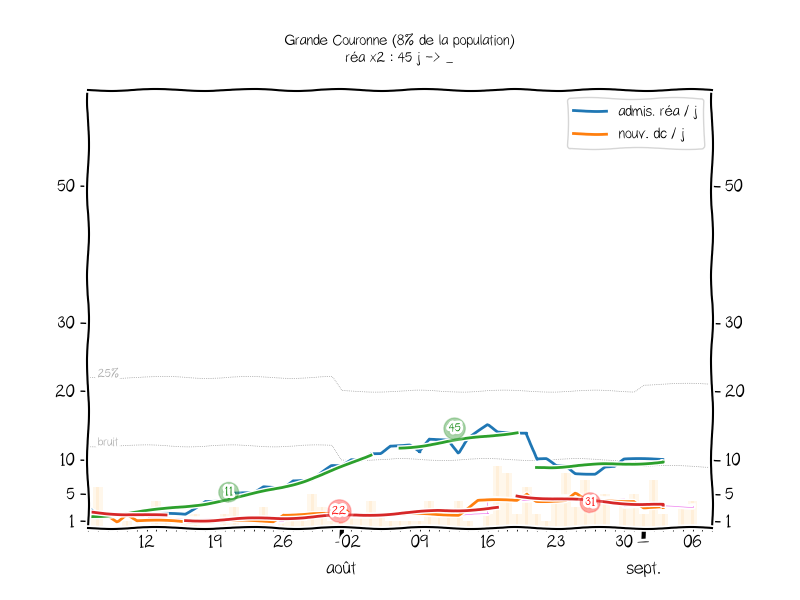 Grande Couronne (8% de la population)
réa x2 : 45 j -> _
admis. réa / j
nouv. dc / j
50 50
30 30
25%
20 20
bruit
45
10 10
11
5 5
31
22
1 1
12 19 26 02 09 16 23 30 06
août sept.